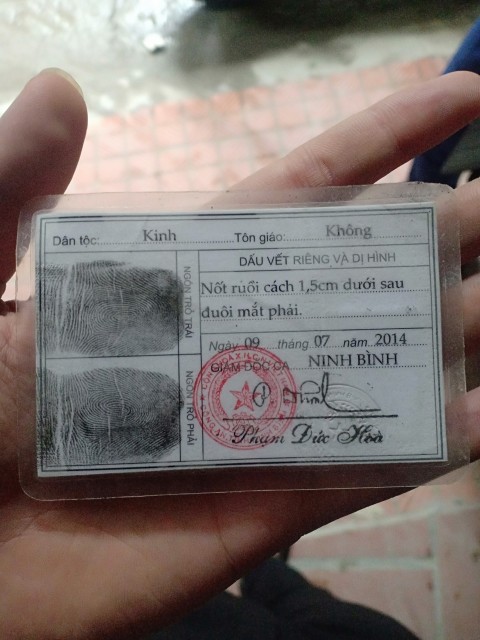 Dân tộc: Kinh Tôn giáo: Không
NGÓN TRỎ TRÁI
DẤU VẾT RIÊNG VÀ DỊ HÌNH
Nốt ruồi cách 1,5cm dưới sau
đuôi mắt phải.
Ngày 09 tháng 07 năm 2014
GIÁM ĐỐC CA NINH BÌNH
NGÓN TRỎ PHẢI
Phạm Đức Hoà